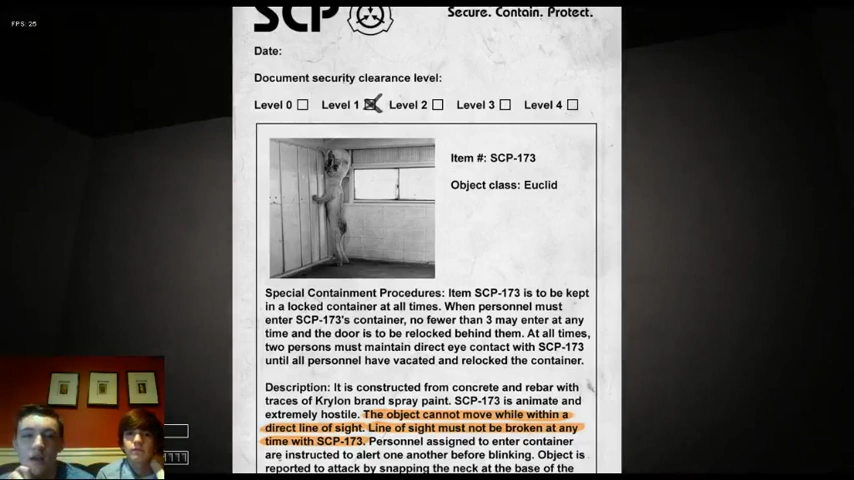 FPS: 25
SCP
Secure. Contain. Protect.
Date:
Document security clearance level:
Level 0 Level 1 Level 2 Level 3 Level 4
Item #: SCP-173
Object class: Euclid
Special Containment Procedures: Item SCP-173 is to be kept
in a locked container at all times. When personnel must
enter SCP-173's container, no fewer than 3 may enter at any
time and the door is to be relocked behind them. At all times,
two persons must maintain direct eye contact with SCP-173
until all personnel have vacated and relocked the container.
Description: It is constructed from concrete and rebar with
traces of Krylon brand spray paint. SCP-173 is animate and
extremely hostile. The object cannot move while within a
direct line of sight. Line of sight must not be broken at any
time with SCP-173. Personnel assigned to enter container
are instructed to alert one another before blinking. Object is
reported to attack by snapping the neck at the base of the